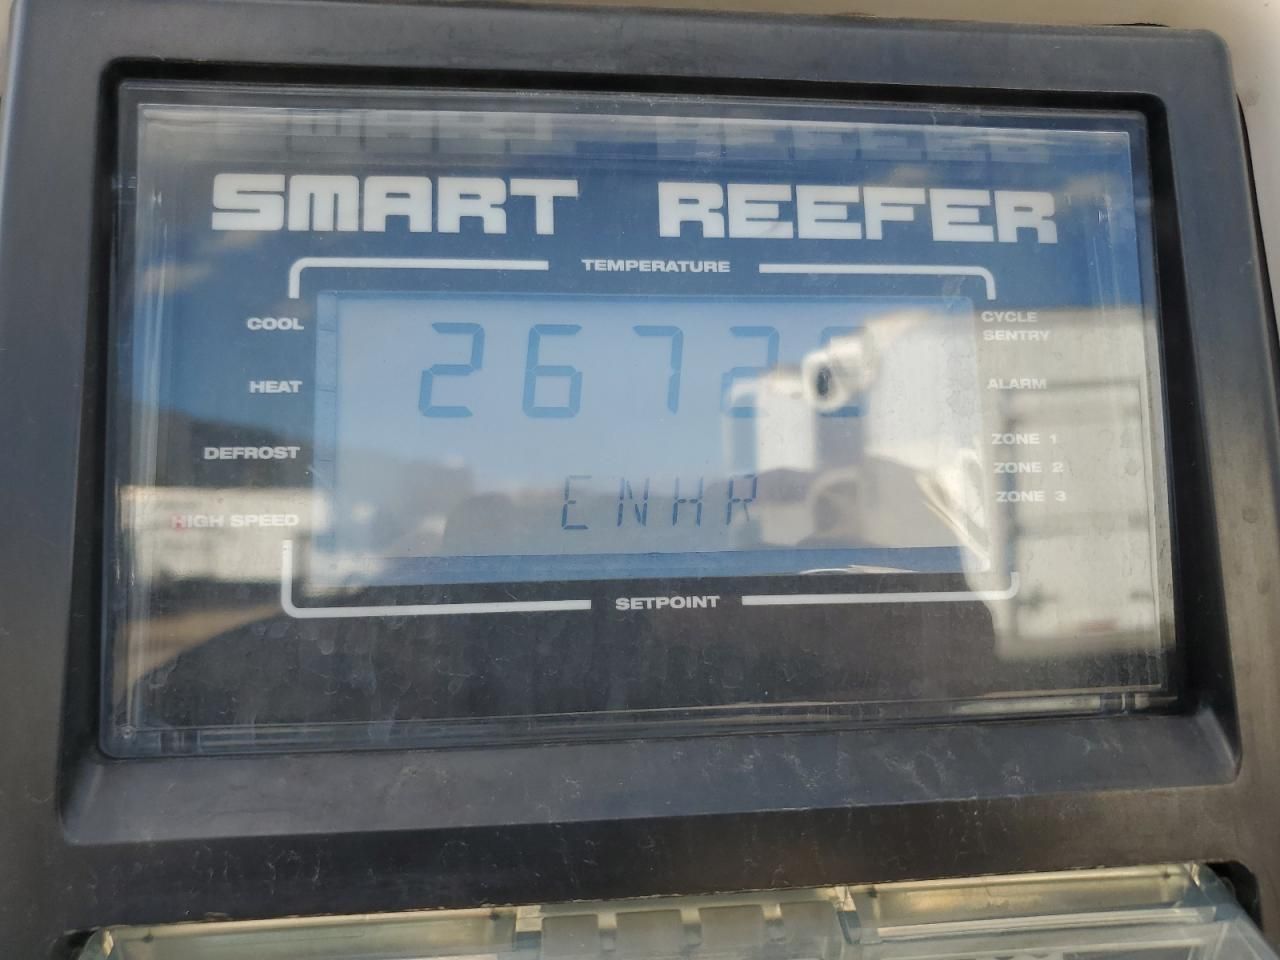 SMART REEFER
TEMPERATURE
COOL
CYCLE
SENTRY
HEAT
ALARM
DEFROST
ZONE 1
ZONE 2
ZONE 3
HIGH SPEED
ENHR
SETPOINT